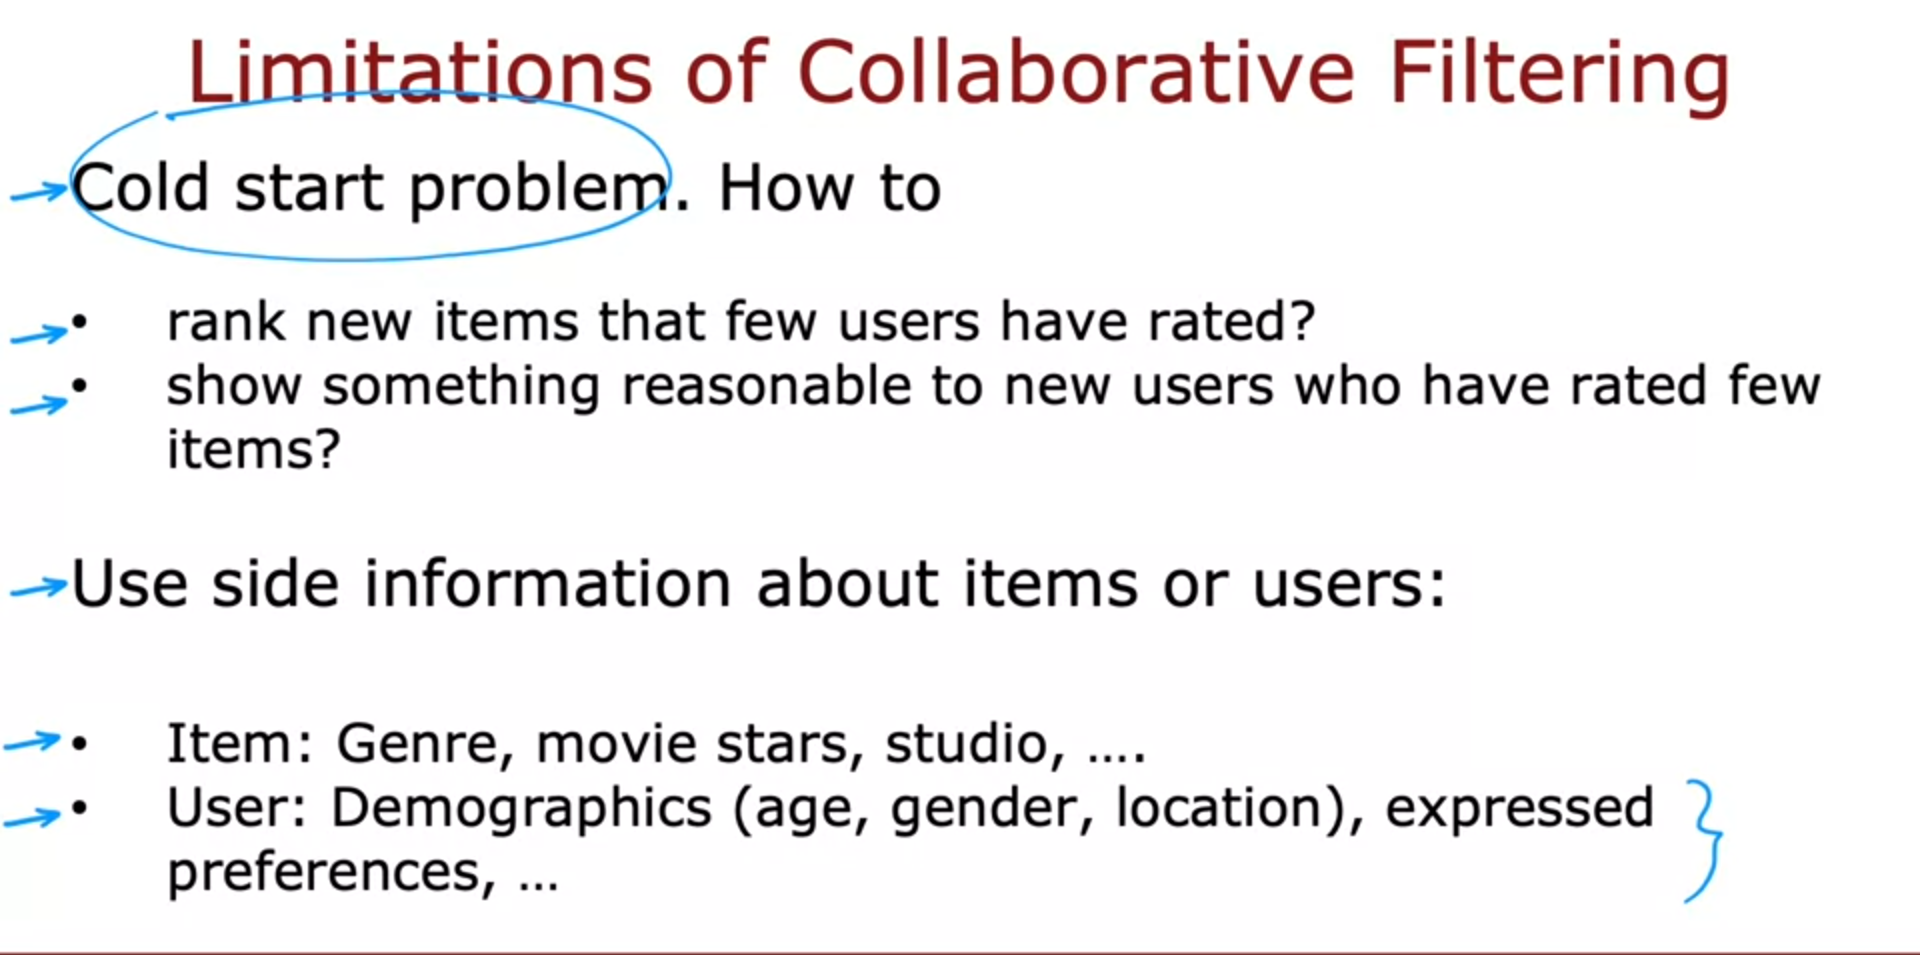 Limitations of Collaborative Filtering
Cold start problem. How to
• rank new items that few users have rated?
• show something reasonable to new users who have rated few
items?
Use side information about items or users:
• Item: Genre, movie stars, studio, ....
• User: Demographics (age, gender, location), expressed
preferences, ...